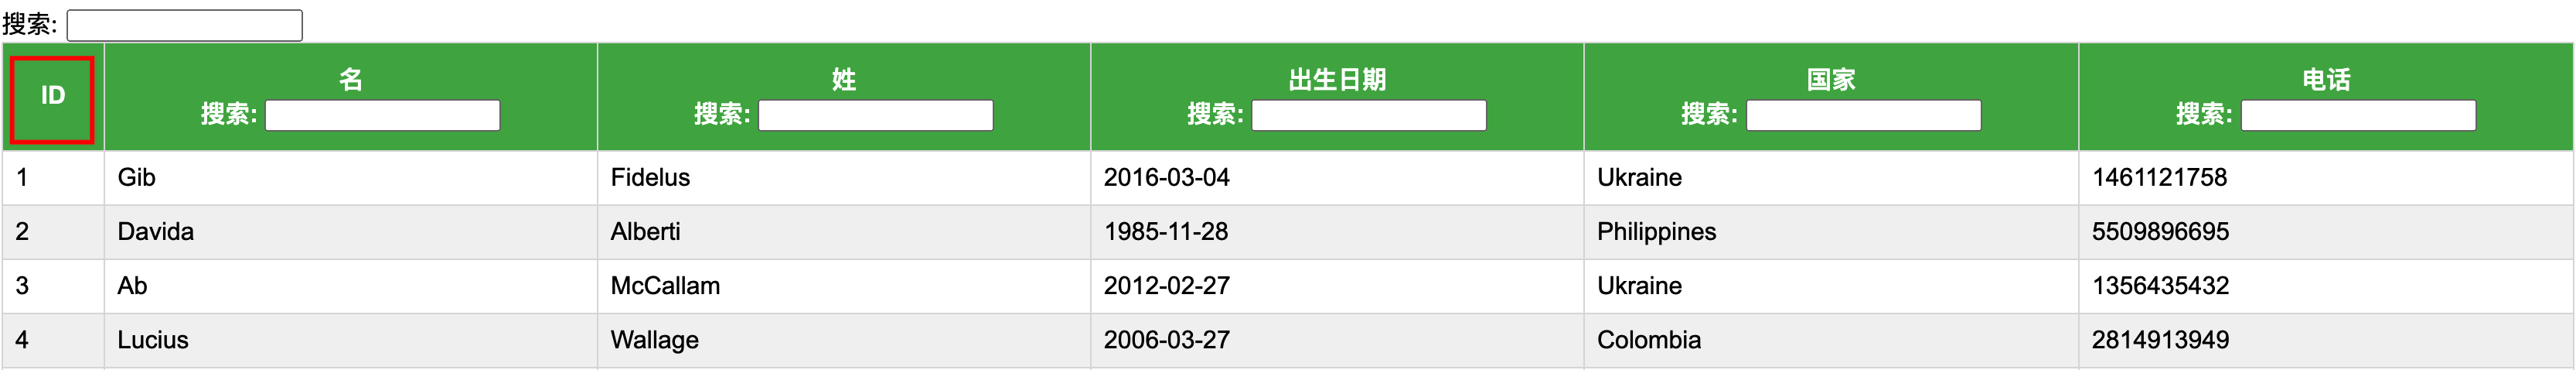 搜索:
ID 名 姓 出生日期 国家 电话
搜索: 搜索: 搜索: 搜索: 搜索:
1 Gib Fidelus 2016-03-04 Ukraine 1461121758
2 Davida Alberti 1985-11-28 Philippines 5509896695
3 Ab McCallam 2012-02-27 Ukraine 1356435432
4 Lucius Wallage 2006-03-27 Colombia 2814913949